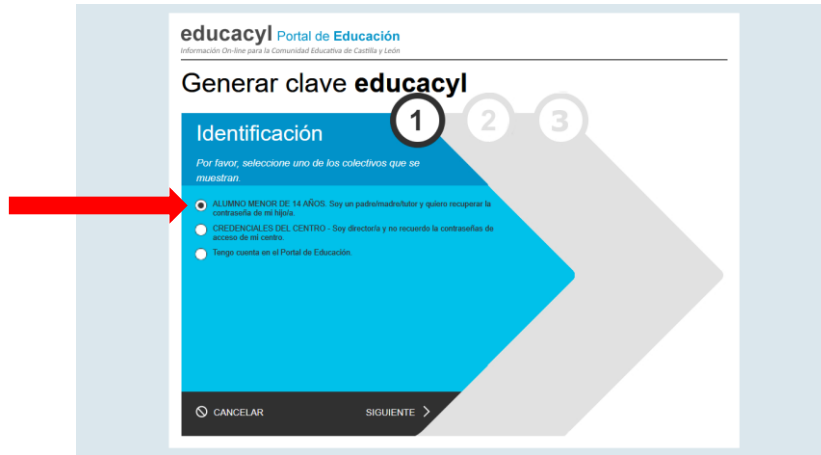 educacyl Portal de Educación
Información On-line para la Comunidad Educativa de Castilla y León
Generar clave educacyl
1 2 3
Identificación
Por favor, seleccione uno de los colectivos que se
muestran.
ALUMNO MENOR DE 14 AÑOS. Soy un padre/madre/tutor y quiero recuperar la
contraseña de mi hijo/a.
CREDENCIALES DEL CENTRO - Soy director/a y no recuerdo la contraseñas de
acceso de mi centro.
Tengo cuenta en el Portal de Educación.
CANCELAR SIGUIENTE